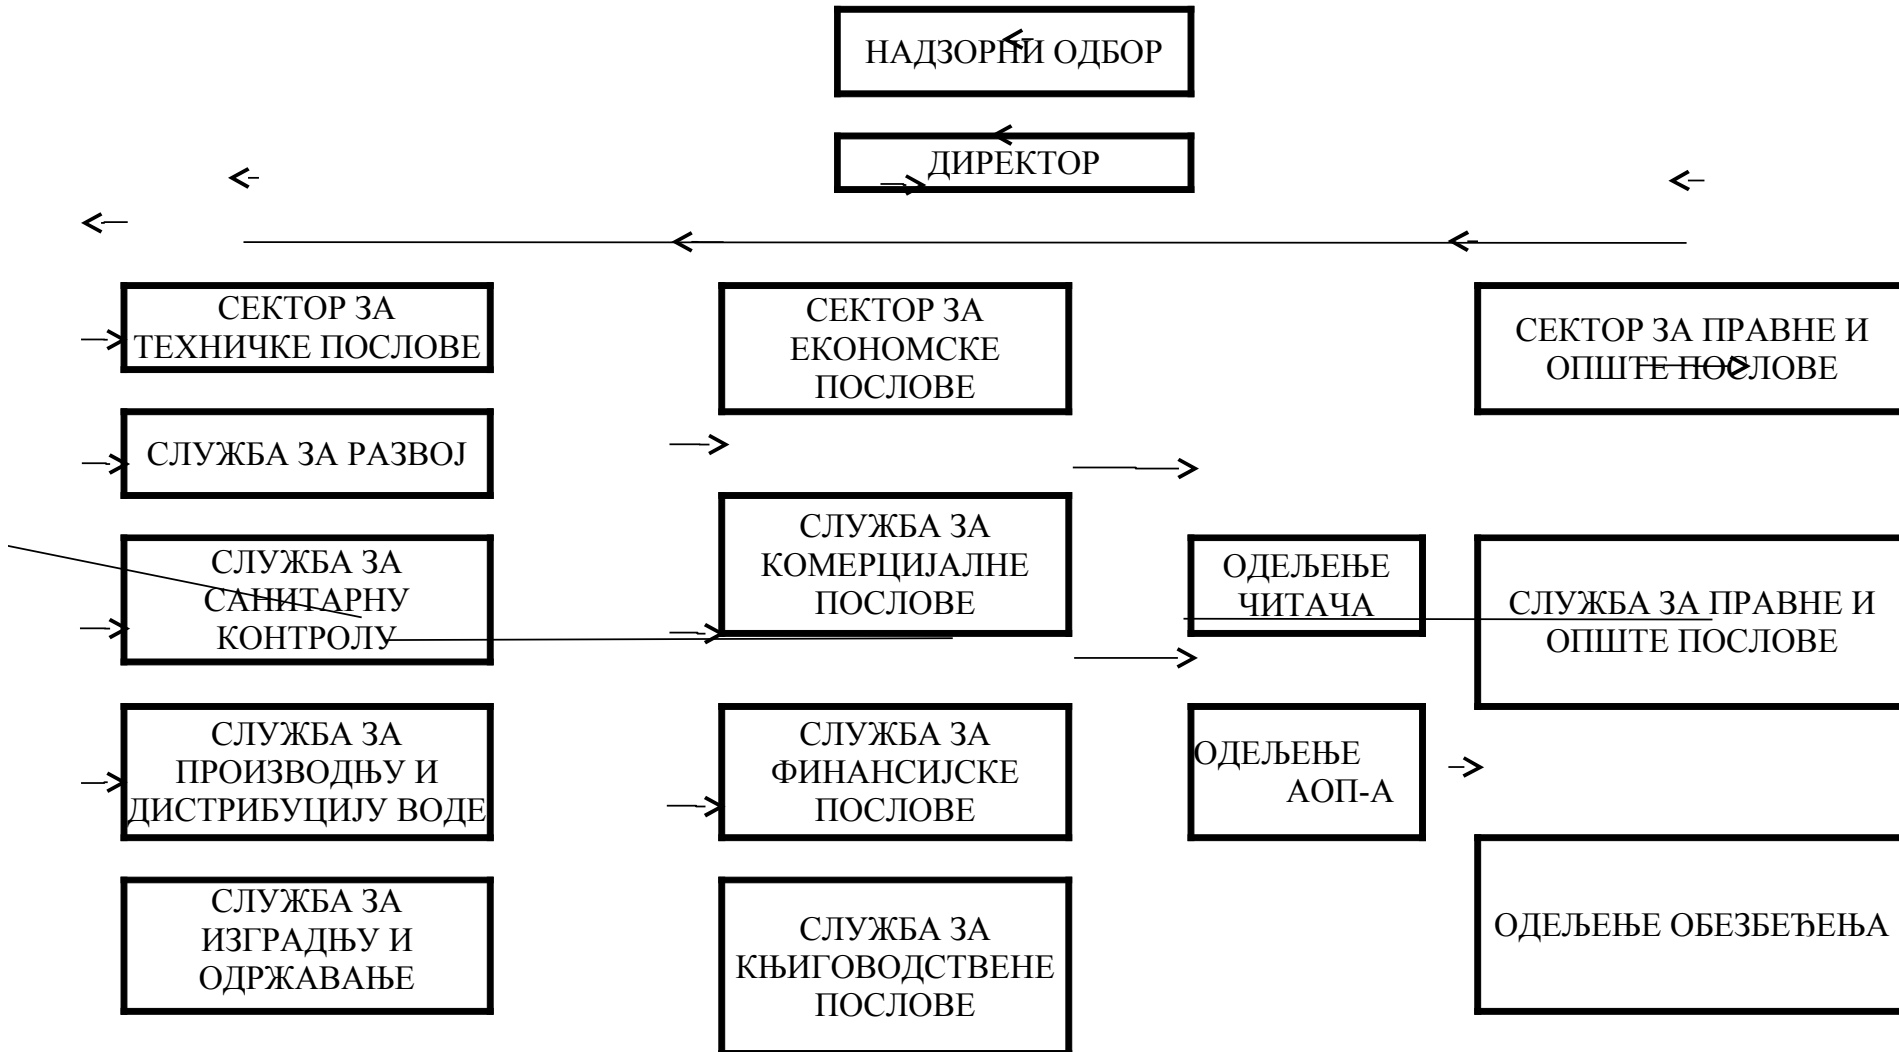 НАДЗОРНИ ОДБОР
ДИРЕКТОР
СЕКТОР ЗА
ТЕХНИЧКЕ ПОСЛОВЕ
СЕКТОР ЗА
ЕКОНОМСКЕ
ПОСЛОВЕ
СЕКТОР ЗА ПРАВНЕ И
ОПШТЕ ПОСЛОВЕ
СЛУЖБА ЗА РАЗВОЈ
СЛУЖБА ЗА
САНИТАРНУ
КОНТРОЛУ
СЛУЖБА ЗА
КОМЕРЦИЈАЛНЕ
ПОСЛОВЕ
ОДЕЉЕЊЕ
ЧИТАЧА
СЛУЖБА ЗА ПРАВНЕ И
ОПШТЕ ПОСЛОВЕ
СЛУЖБА ЗА
ПРОИЗВОДЊУ И
ДИСТРИБУЦИЈУ ВОДЕ
СЛУЖБА ЗА
ФИНАНСИЈСКЕ
ПОСЛОВЕ
ОДЕЉЕЊЕ
АОП-А
СЛУЖБА ЗА
ИЗГРАДЊУ И
ОДРЖАВАЊЕ
СЛУЖБА ЗА
КЊИГОВОДСТВЕНЕ
ПОСЛОВЕ
ОДЕЉЕЊЕ ОБЕЗБЕЂЕЊА